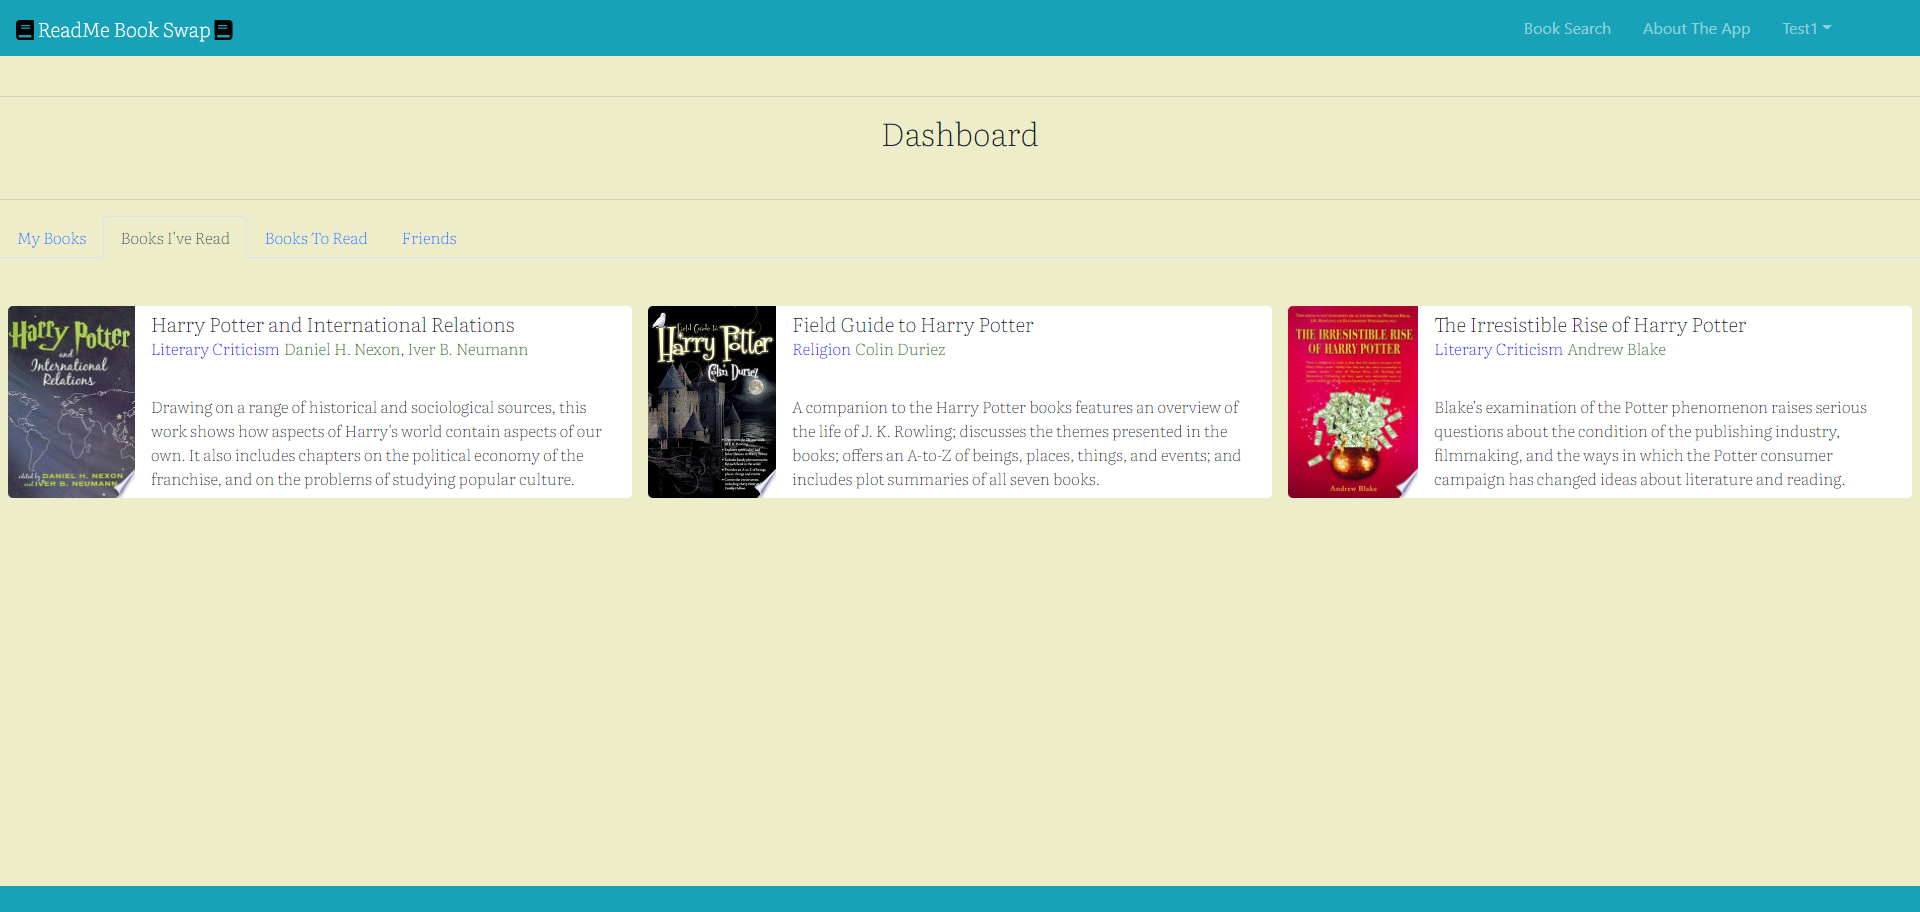 ReadMe Book Swap
Book Search
About The App
Test1
Dashboard
My Books
Books I've Read
Books To Read
Friends
Harry Potter
and
International
Relations
edited by DANIEL H. NEXON
and IVER B. NEUMANN
Harry Potter and International Relations
Literary Criticism Daniel H. Nexon, Iver B. Neumann
Drawing on a range of historical and sociological sources, this
work shows how aspects of Harry's world contain aspects of our
own. It also includes chapters on the political economy of the
franchise, and on the problems of studying popular culture.
Field Guide to
Harry Potter
Colin Duriez
Field Guide to Harry Potter
Religion Colin Duriez
A companion to the Harry Potter books features an overview of
the life of J. K. Rowling; discusses the themes presented in the
books; offers an A-to-Z of beings, places, things, and events; and
includes plot summaries of all seven books.
THE IRRESISTIBLE RISE
OF HARRY POTTER
Andrew Blake
The Irresistible Rise of Harry Potter
Literary Criticism Andrew Blake
Blake's examination of the Potter phenomenon raises serious
questions about the condition of the publishing industry,
filmmaking, and the ways in which the Potter consumer
campaign has changed ideas about literature and reading.